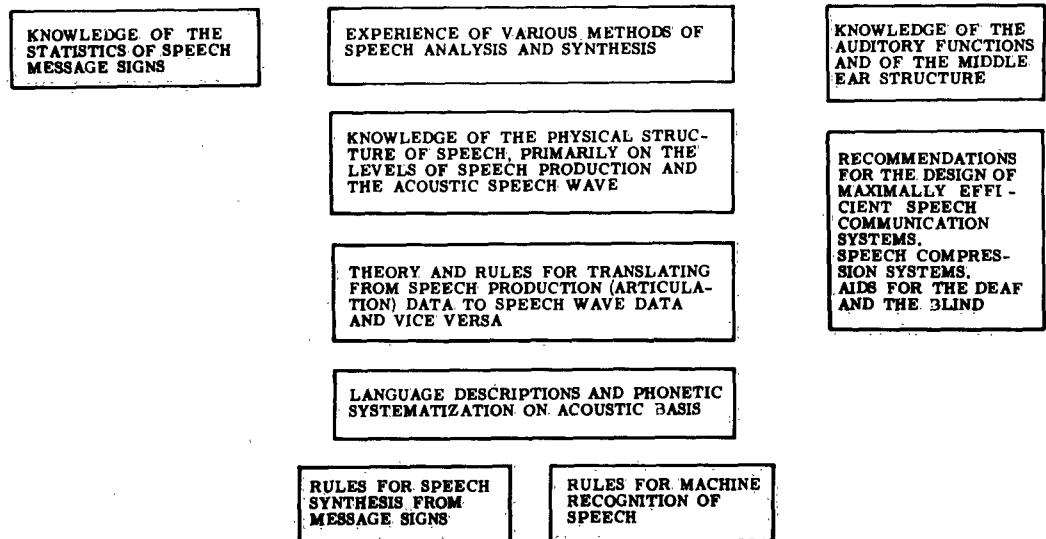 KNOWLEDGE OF THE
STATISTICS OF SPEECH
MESSAGE SIGNS
EXPERIENCE OF VARIOUS METHODS OF
SPEECH ANALYSIS AND SYNTHESIS
KNOWLEDGE OF THE
AUDITORY FUNCTIONS
AND OF THE MIDDLE
EAR STRUCTURE
KNOWLEDGE OF THE PHYSICAL STRUC-
TURE OF SPEECH, PRIMARILY ON THE
LEVELS OF SPEECH PRODUCTION AND
THE ACOUSTIC SPEECH WAVE
RECOMMENDATIONS
FOR THE DESIGN OF
MAXIMALLY EFFI-
CIENT SPEECH
COMMUNICATION
SYSTEMS.
SPEECH COMPRES-
SION SYSTEMS.
AIDS FOR THE DEAF
AND THE BLIND
THEORY AND RULES FOR TRANSLATING
FROM SPEECH PRODUCTION (ARTICULA-
TION) DATA TO SPEECH WAVE DATA
AND VICE VERSA
LANGUAGE DESCRIPTIONS AND PHONETIC
SYSTEMATIZATION ON ACOUSTIC BASIS
RULES FOR SPEECH
SYNTHESIS FROM
MESSAGE SIGNS
RULES FOR MACHINE
RECOGNITION OF
SPEECH